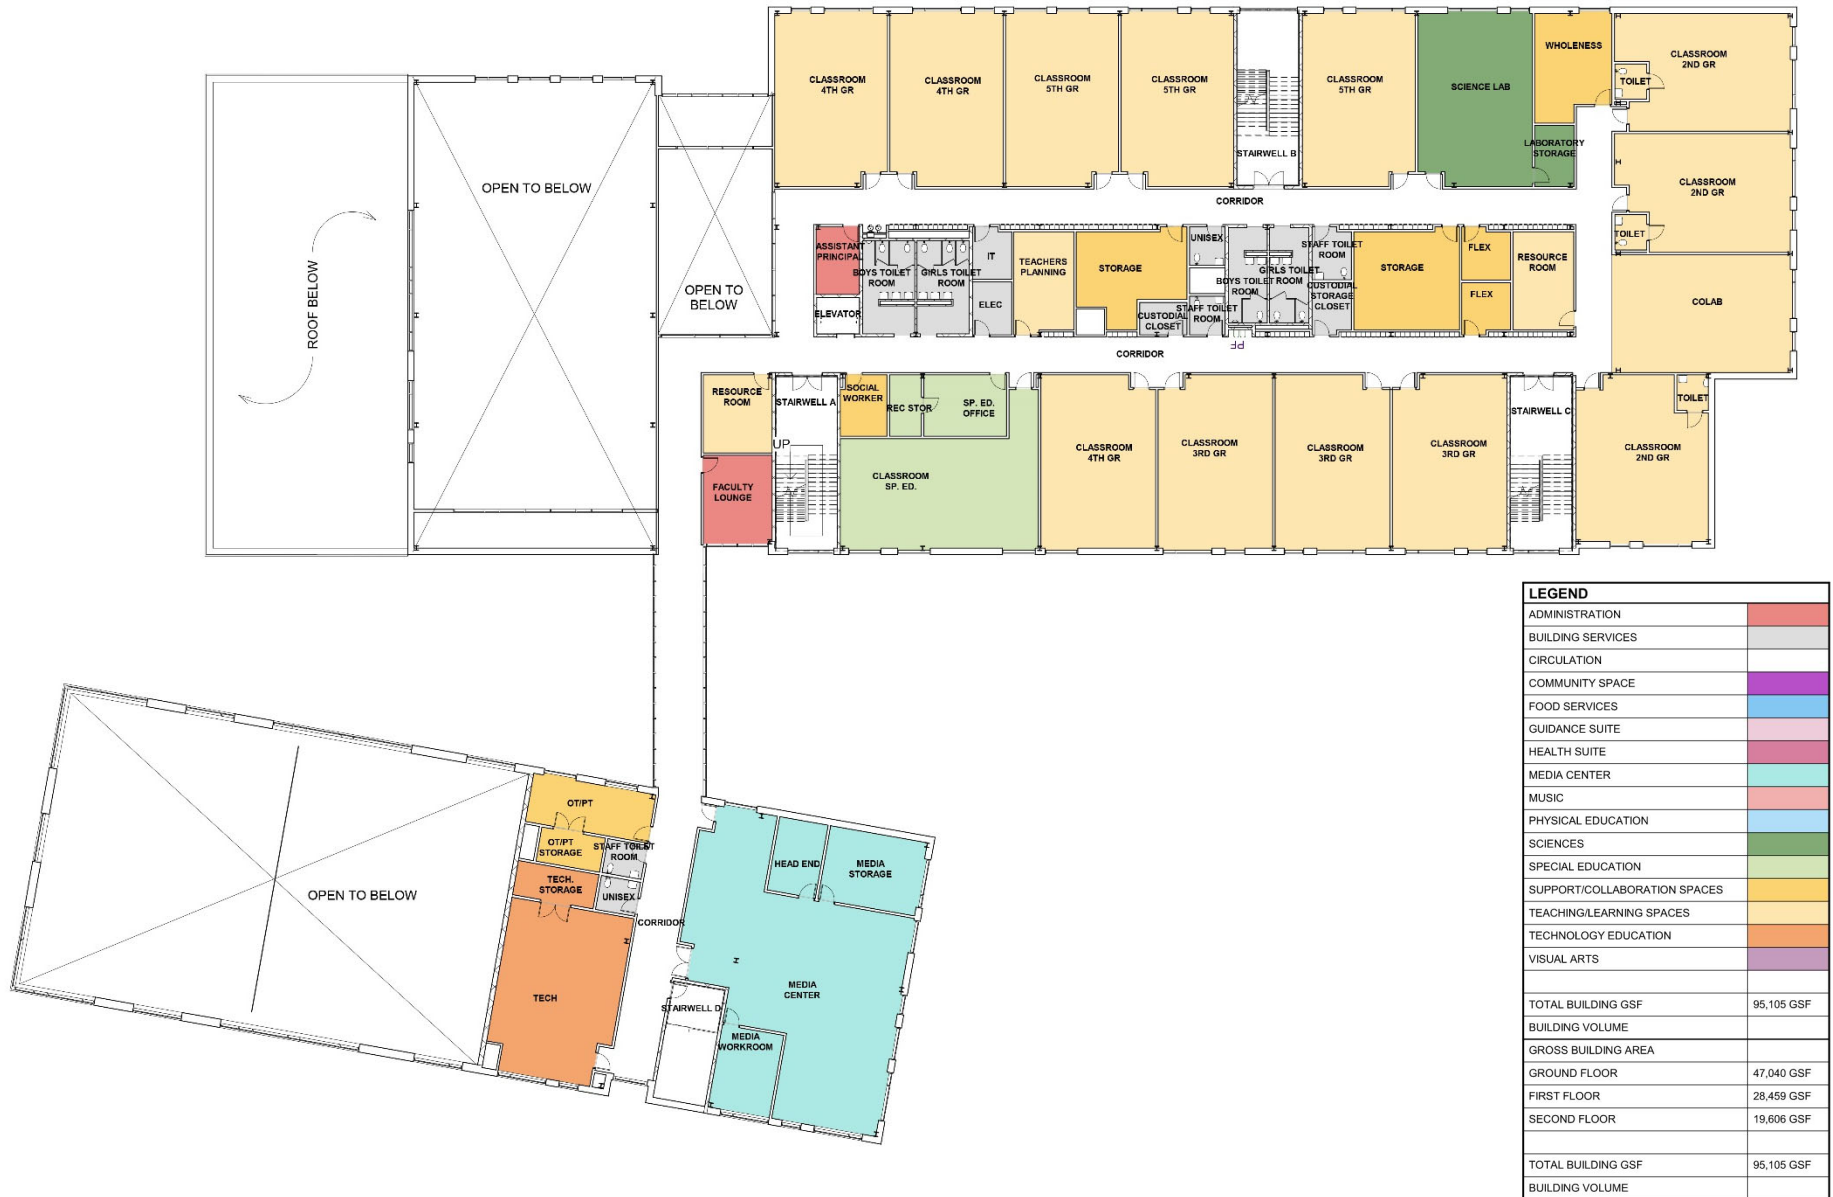 CLASSROOM
4TH GR
CLASSROOM
4TH GR
CLASSROOM
5TH GR
CLASSROOM
5TH GR
STAIRWELL B
CLASSROOM
5TH GR
SCIENCE LAB
WHOLENESS
LABORATORY
STORAGE
CLASSROOM
2ND GR
TOILET
CLASSROOM
2ND GR
TOILET
COLAB
ROOF BELOW
OPEN TO BELOW
OPEN TO
BELOW
CORRIDOR
ASSISTANT
PRINCIPAL
ELEVATOR
BOYS TOILET
ROOM
GIRLS TOILET
ROOM
IT
ELEC
TEACHERS
PLANNING
STORAGE
CUSTODIAL
CLOSET
UNISEX
STAFF TOILET
ROOM
BOYS TOILET
ROOM
GIRLS TOILET
ROOM
STAFF TOILET
ROOM
CUSTODIAL
STORAGE
CLOSET
STORAGE
FLEX
FLEX
RESOURCE
ROOM
CORRIDOR
RESOURCE
ROOM
FACULTY
LOUNGE
STAIRWELL A
UP
SOCIAL
WORKER
REC STOR
SP. ED.
OFFICE
CLASSROOM
SP. ED.
CLASSROOM
4TH GR
CLASSROOM
3RD GR
CLASSROOM
3RD GR
CLASSROOM
3RD GR
STAIRWELL C
CLASSROOM
2ND GR
TOILET
OPEN TO BELOW
OT/PT
OT/PT
STORAGE
STAFF TOILET
ROOM
TECH.
STORAGE
UNISEX
TECH
CORRIDOR
STAIRWELL D
HEAD END
MEDIA
STORAGE
MEDIA
CENTER
MEDIA
WORKROOM
LEGEND
ADMINISTRATION
BUILDING SERVICES
CIRCULATION
COMMUNITY SPACE
FOOD SERVICES
GUIDANCE SUITE
HEALTH SUITE
MEDIA CENTER
MUSIC
PHYSICAL EDUCATION
SCIENCES
SPECIAL EDUCATION
SUPPORT/COLLABORATION SPACES
TEACHING/LEARNING SPACES
TECHNOLOGY EDUCATION
VISUAL ARTS
TOTAL BUILDING GSF 95,105 GSF
BUILDING VOLUME
GROSS BUILDING AREA
GROUND FLOOR 47,040 GSF
FIRST FLOOR 28,459 GSF
SECOND FLOOR 19,606 GSF
TOTAL BUILDING GSF 95,105 GSF
BUILDING VOLUME